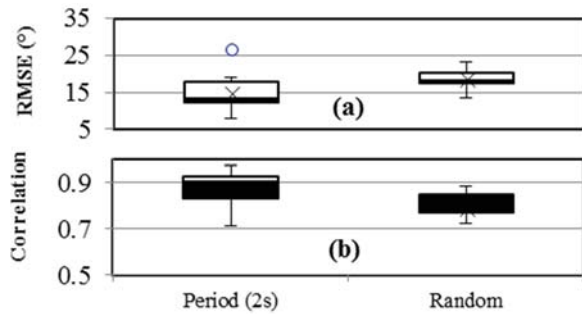 RMSE (°)
35
25
15
5
(a)
Correlation
0.9
0.7
0.5
(b)
Period (2s)
Random